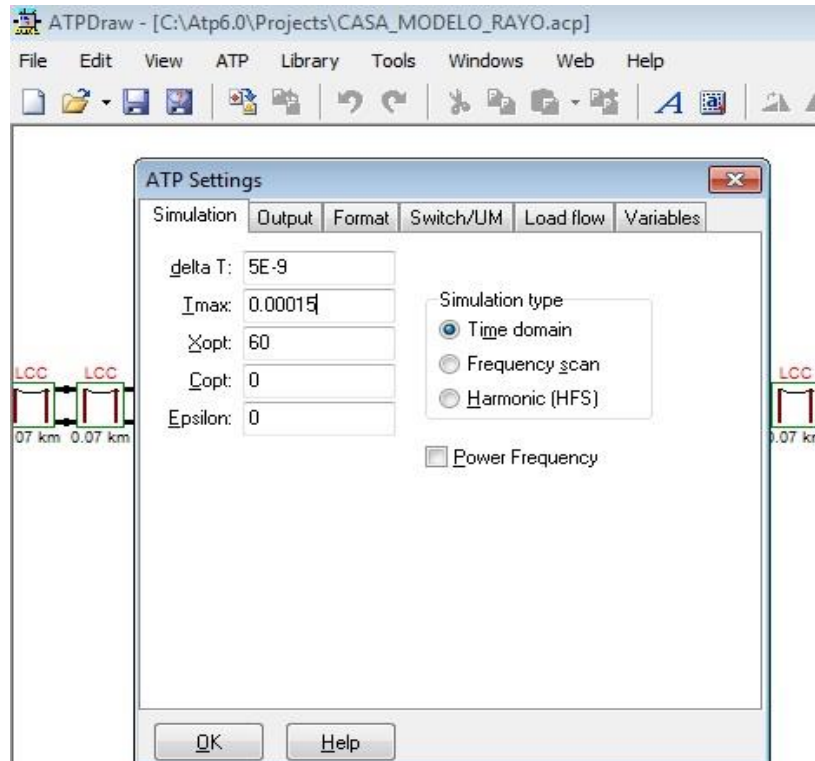 ATPDraw - [C:\Atp6.0\Projects\CASA_MODELO_RAYO.acp]
File Edit View ATP Library Tools Windows Web Help
A
ATP Settings
Simulation Output Format Switch/UM Load flow Variables
delta T: 5E-9
Tmax: 0.00015
Xopt: 60
Copt: 0
Epsilon: 0
Simulation type
Time domain
Frequency scan
Harmonic (HFS)
Power Frequency
LCC LCC LCC
07 km 0.07 km 0.07 k
OK Help